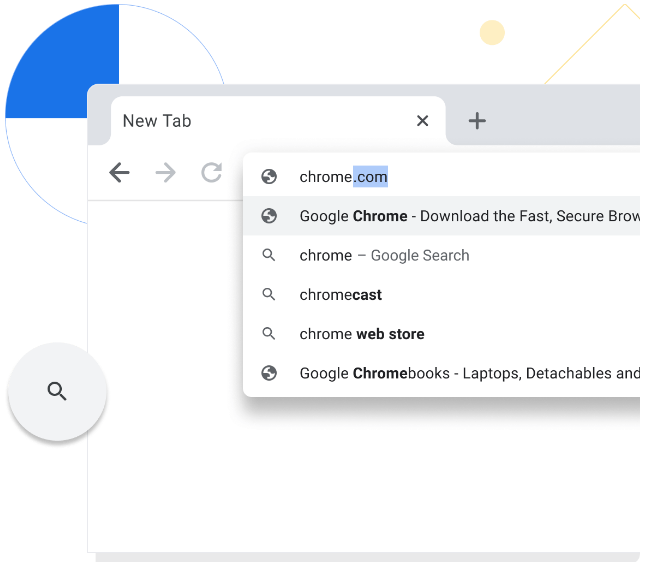 New Tab
chrome.com
Google Chrome - Download the Fast, Secure Brow
chrome – Google Search
chromecast
chrome web store
Google Chromebooks - Laptops, Detachables and